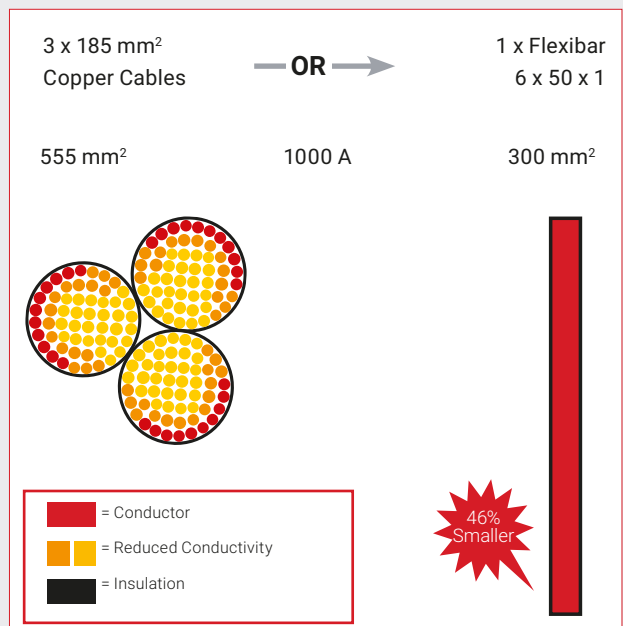 3 x 185 mm²
Copper Cables
OR
1 x Flexibar
6 x 50 x 1
555 mm²
1000 A
300 mm²
46%
Smaller
= Conductor
= Reduced Conductivity
= Insulation